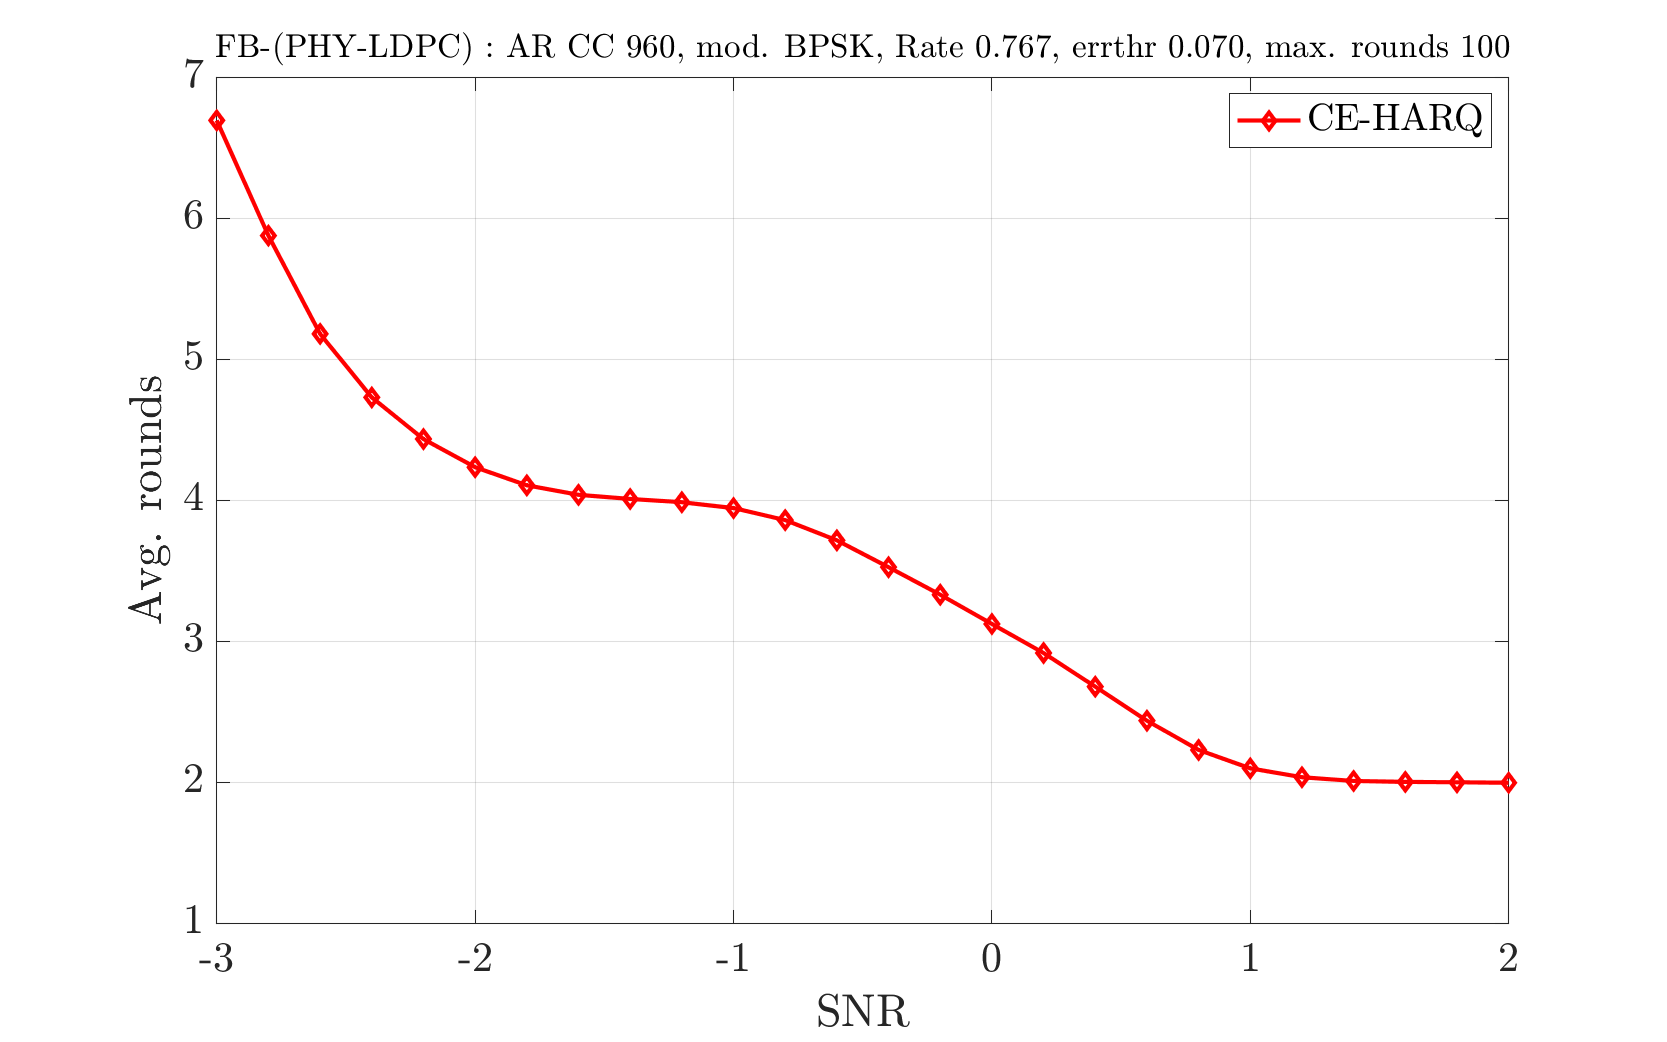 FB-(PHY-LDPC) : AR CC 960, mod. BPSK, Rate 0.767, errthr 0.070, max. rounds 100
CE-HARQ
7
6
5
4
3
2
1
Avg. rounds
-3 -2 -1 0 1 2
SNR